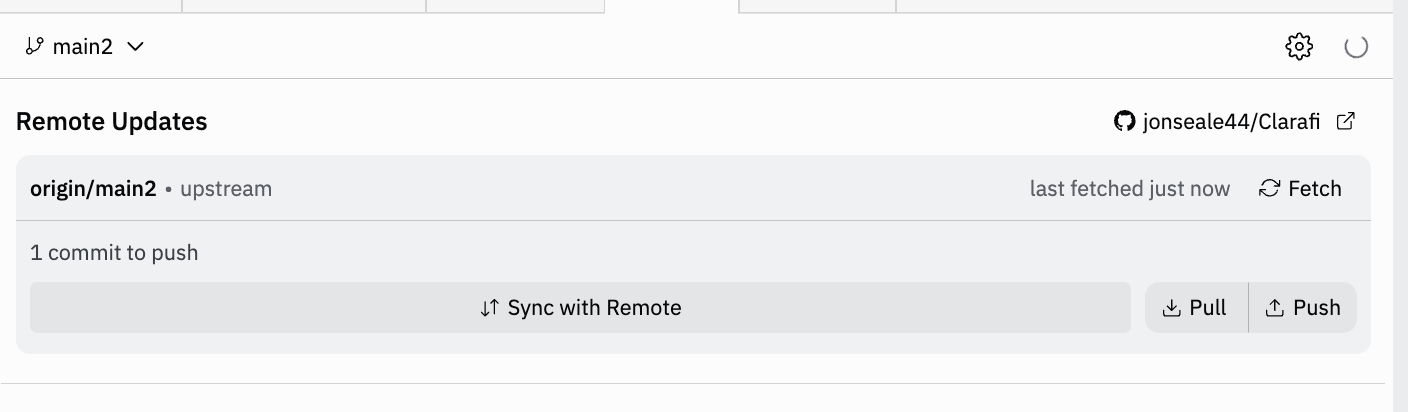 main2
Remote Updates
jonseale44/Clarafi
origin/main2 • upstream
last fetched just now
Fetch
1 commit to push
Sync with Remote
Pull
Push